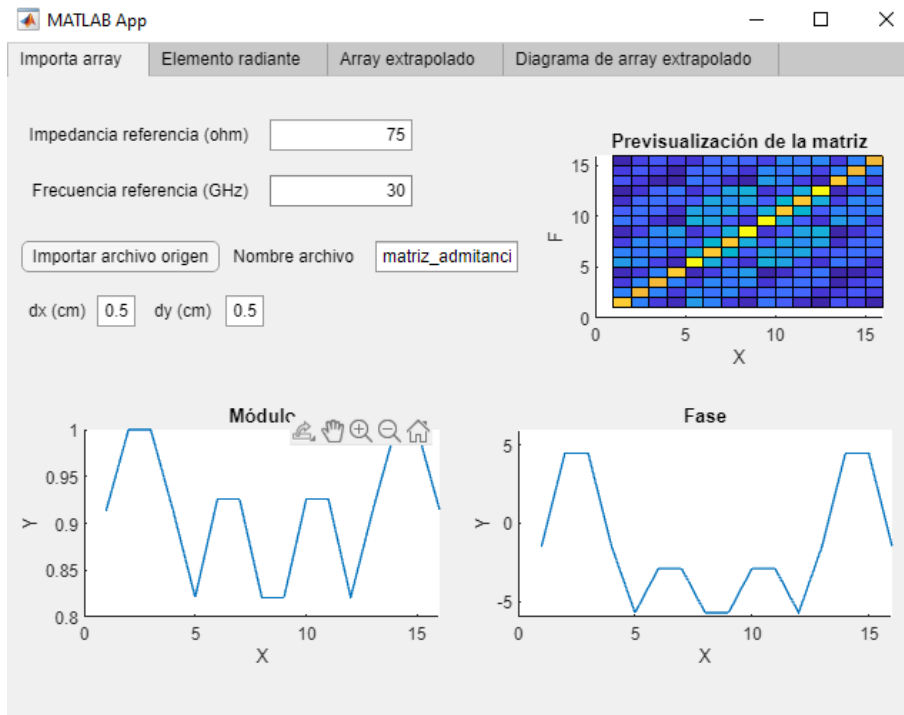 MATLAB App
Importa array
Elemento radiante
Array extrapolado
Diagrama de array extrapolado
Impedancia referencia (ohm) 75
Frecuencia referencia (GHz) 30
Importar archivo origen Nombre archivo matriz_admitanci
dx (cm) 0.5 dy (cm) 0.5
Previsualización de la matriz
15
10
5
0
F
0 5 10 15
X
Módulo
1
0.95
0.9
0.85
0.8
Y
0 5 10 15
X
Fase
5
0
-5
Y
0 5 10 15
X